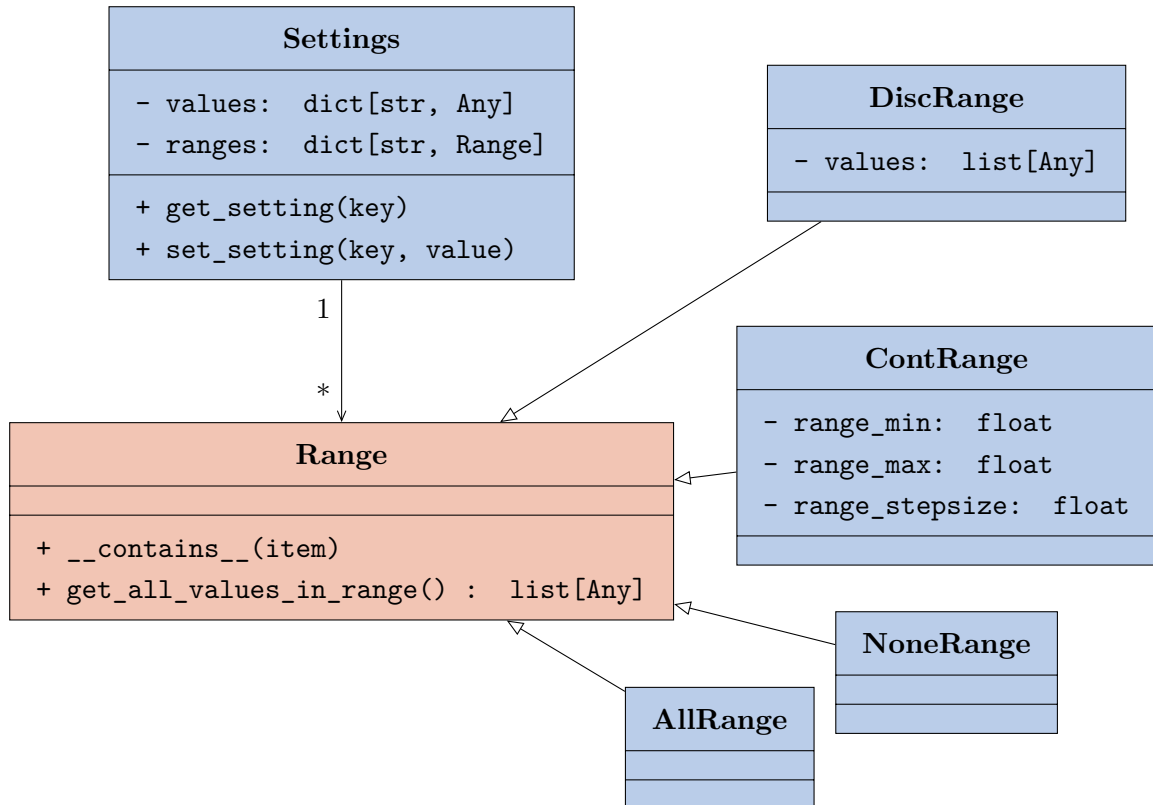 Settings
- values: dict[str, Any]
- ranges: dict[str, Range]
+ get_setting(key)
+ set_setting(key, value)
DiscRange
- values: list[Any]
1
*
ContRange
- range_min: float
- range_max: float
- range_stepsize: float
Range
+ __contains__(item)
+ get_all_values_in_range() : list[Any]
NoneRange
AllRange